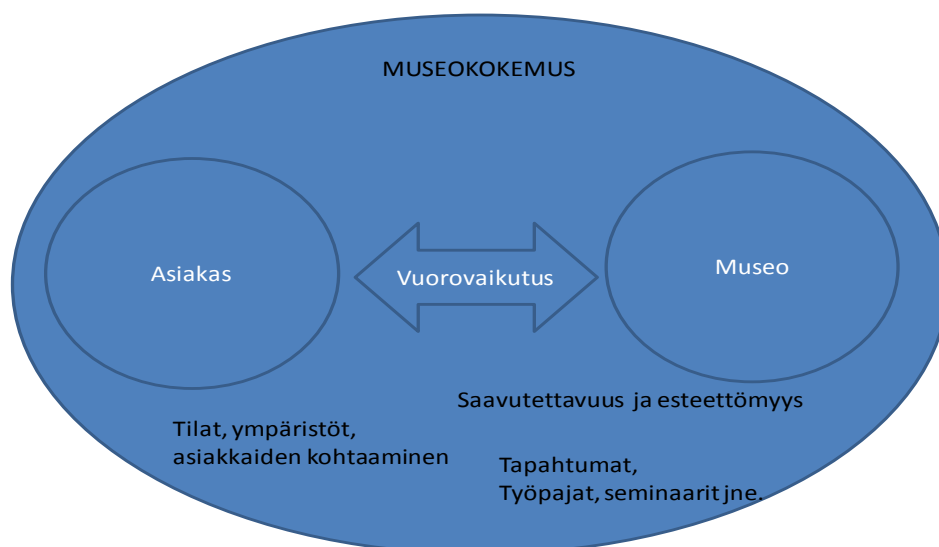 MUSEOKOKEMUS
Asiakas
Vuorovaikutus
Museo
Saavutettavuus ja esteettömyys
Tilat, ympäristöt,
asiakkaiden kohtaaminen
Tapahtumat,
Työpajat, seminaarit jne.